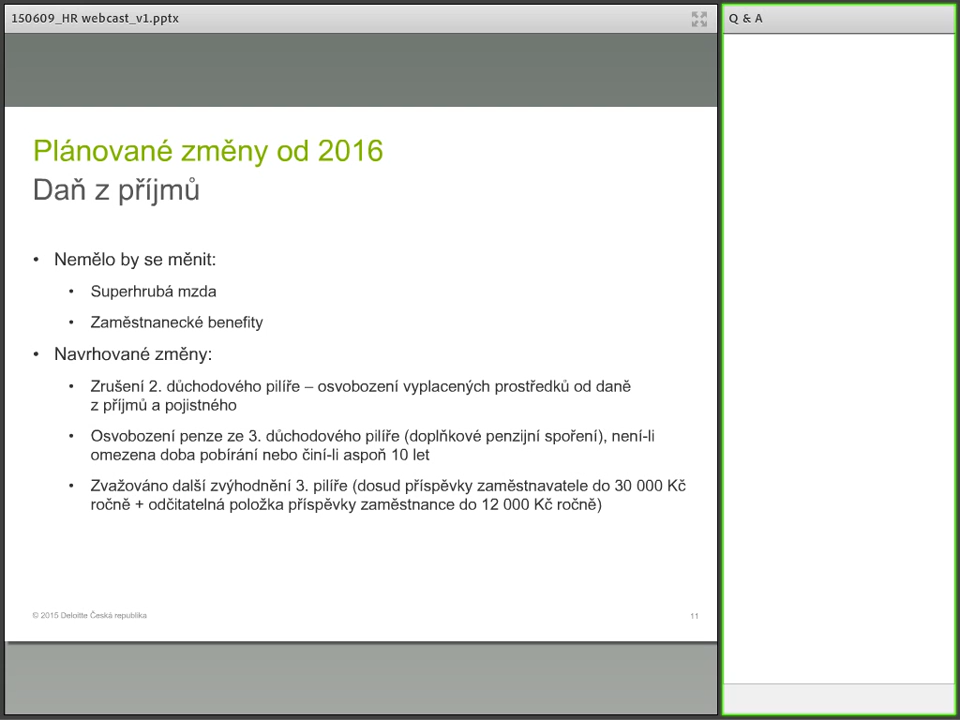 150609_HR webcast_v1.pptx
Q & A
Plánované změny od 2016
Daň z příjmů
• Nemělo by se měnit:
• Superhrubá mzda
• Zaměstnanecké benefity
• Navrhované změny:
• Zrušení 2. důchodového pilíře – osvobození vyplacených prostředků od daně
z příjmů a pojistného
• Osvobození penze ze 3. důchodového pilíře (doplňkové penzijní spoření), není-li
omezena doba pobírání nebo činí-li aspoň 10 let
• Zvažováno další zvýhodnění 3. pilíře (dosud příspěvky zaměstnavatele do 30 000 Kč
ročně + odčitatelná položka příspěvky zaměstnance do 12 000 Kč ročně)
© 2015 Deloitte Česká republika
11